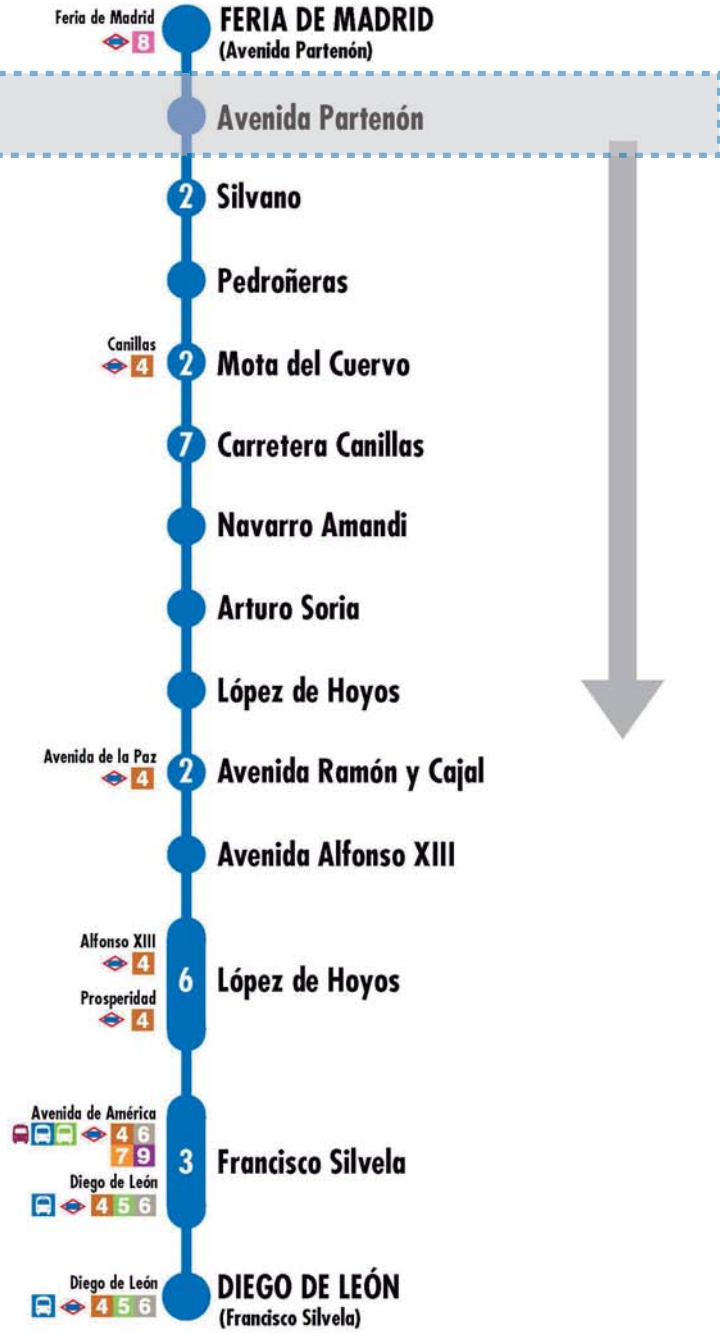 Feria de Madrid
8
FERIA DE MADRID
(Avenida Partenón)
Avenida Partenón
2 Silvano
Pedroñeras
Canillas
4
2 Mota del Cuervo
7 Carretera Canillas
Navarro Amandi
Arturo Soria
López de Hoyos
Avenida de la Paz
4
2 Avenida Ramón y Cajal
Avenida Alfonso XIII
Alfonso XIII
4
Prosperidad
4
6 López de Hoyos
Avenida de América
4 6
7 9
Diego de León
4 5 6
3 Francisco Silvela
Diego de León
4 5 6
DIEGO DE LEÓN
(Francisco Silvela)